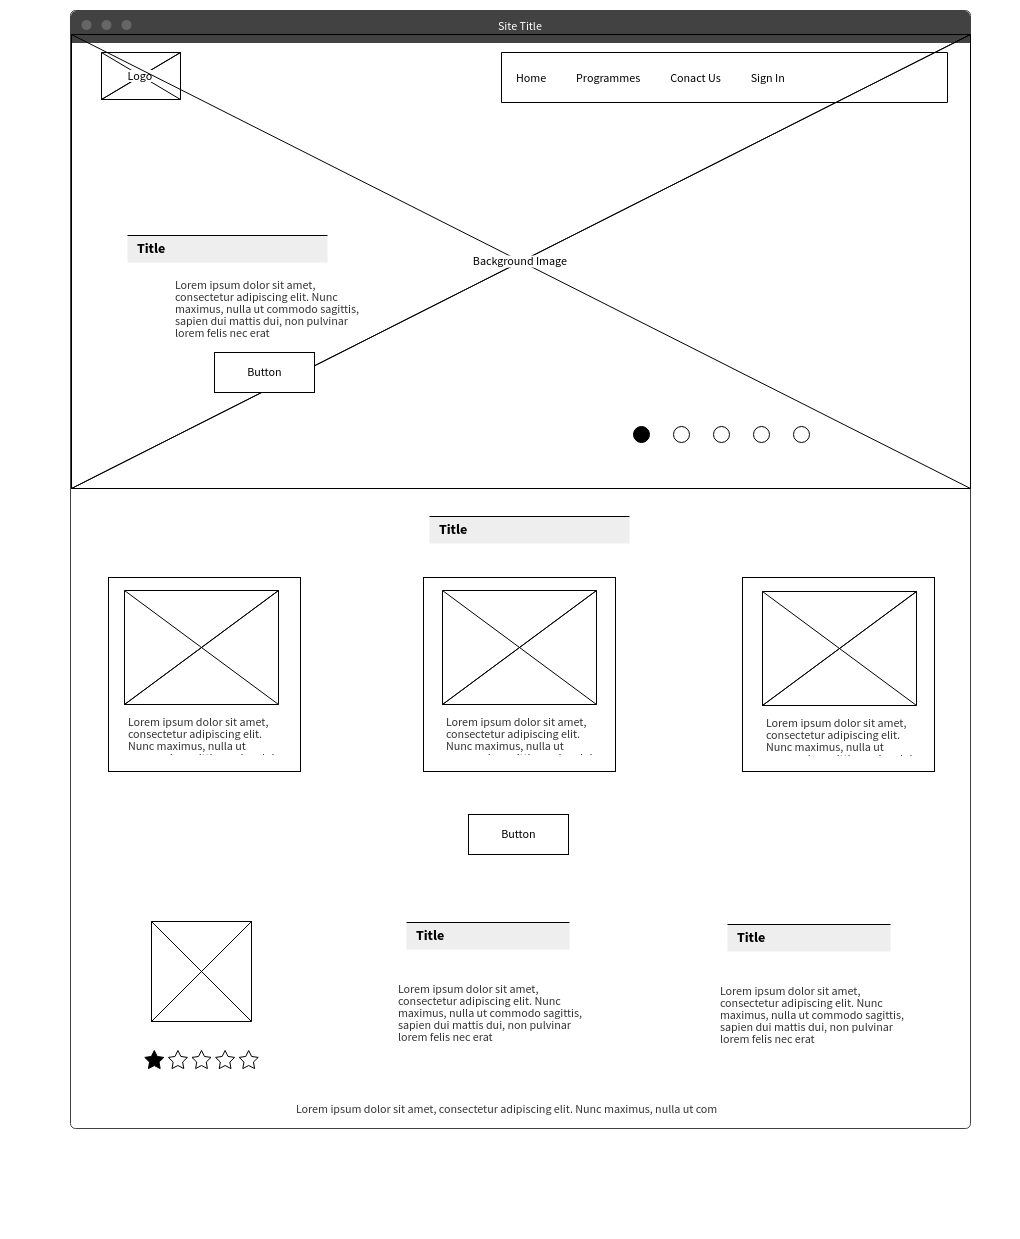 Site Title
Logo
Home Programmes Conact Us Sign In
Title
Background Image
Lorem ipsum dolor sit amet,
consectetur adipiscing elit. Nunc
maximus, nulla ut commodo sagittis,
sapien dui mattis dui, non pulvinar
lorem felis nec erat
Button
Title
Lorem ipsum dolor sit amet,
consectetur adipiscing elit.
Nunc maximus, nulla ut
Lorem ipsum dolor sit amet,
consectetur adipiscing elit.
Nunc maximus, nulla ut
Lorem ipsum dolor sit amet,
consectetur adipiscing elit.
Nunc maximus, nulla ut
Button
Title
Lorem ipsum dolor sit amet,
consectetur adipiscing elit. Nunc
maximus, nulla ut commodo sagittis,
sapien dui mattis dui, non pulvinar
lorem felis nec erat
Title
Lorem ipsum dolor sit amet,
consectetur adipiscing elit. Nunc
maximus, nulla ut commodo sagittis,
sapien dui mattis dui, non pulvinar
lorem felis nec erat
Lorem ipsum dolor sit amet, consectetur adipiscing elit. Nunc maximus, nulla ut com